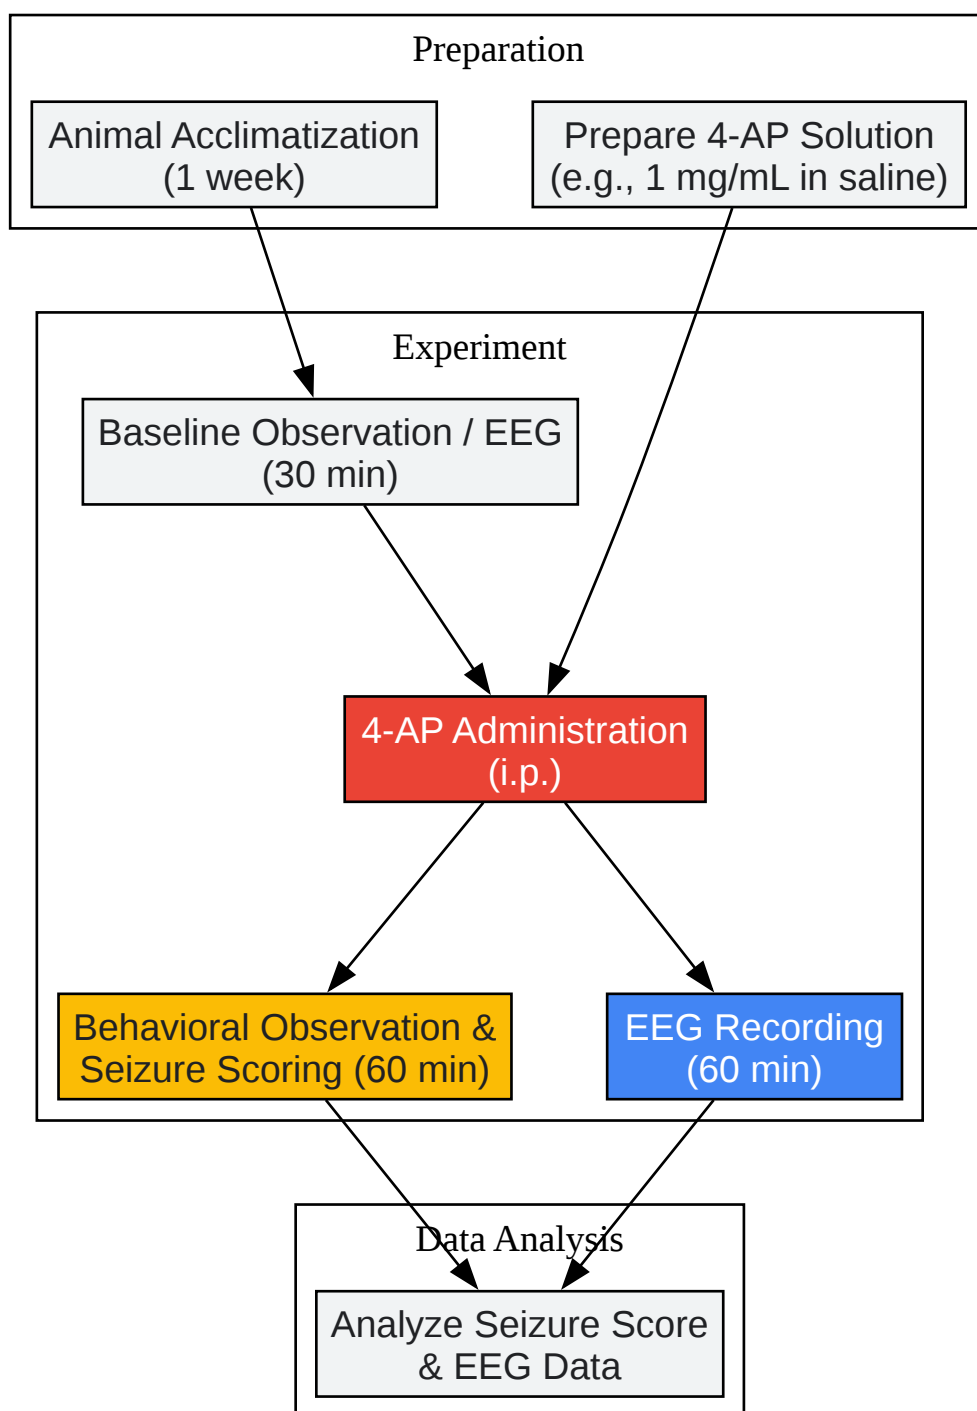 Preparation
Animal Acclimatization
(1 week)
Prepare 4-AP Solution
(e.g., 1 mg/mL in saline)
Experiment
Baseline Observation / EEG
(30 min)
4-AP Administration
(i.p.)
Behavioral Observation &
Seizure Scoring (60 min)
EEG Recording
(60 min)
Data Analysis
Analyze Seizure Score
& EEG Data